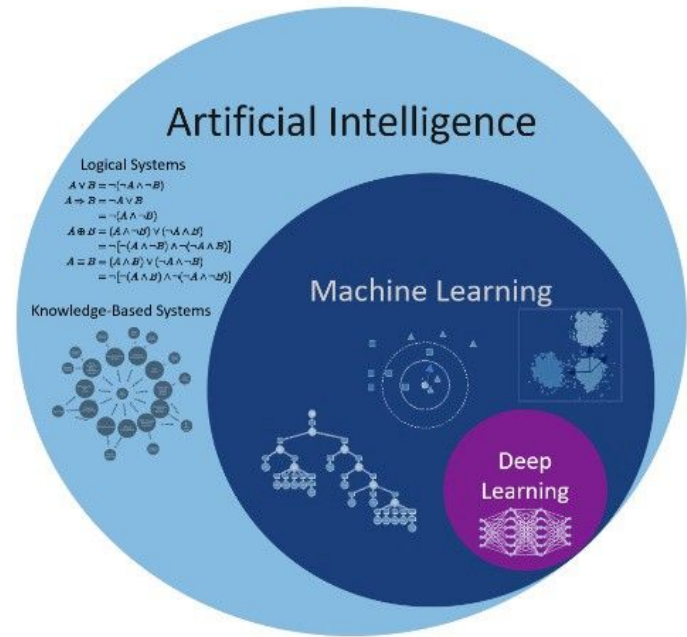 Artificial Intelligence
Logical Systems
A ∨ B = ¬(¬A ∧ ¬B)
A ⇒ B = ¬A ∨ B
= ¬(A ∧ ¬B)
A ⊕ B = (A ∧ ¬B) ∨ (¬A ∧ B)
= ¬[¬(A ∧ ¬B) ∧ ¬(¬A ∧ B)]
A ≡ B = (A ∧ B) ∨ (¬A ∧ ¬B)
= ¬[¬(A ∧ B) ∧ ¬(¬A ∧ ¬B)]
Knowledge-Based Systems
Machine Learning
Deep
Learning